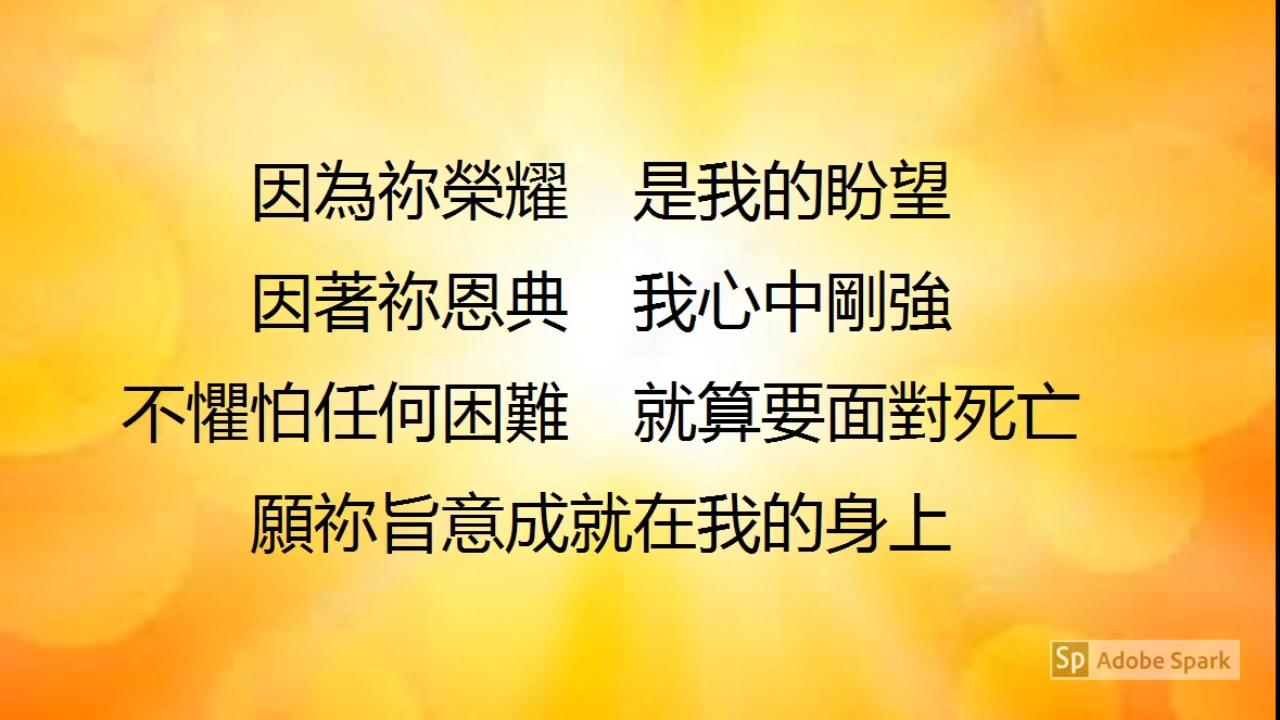 因為祢榮耀　是我的盼望
因著祢恩典　我心中剛強
不懼怕任何困難　就算要面對死亡
願祢旨意成就在我的身上
Sp Adobe Spark